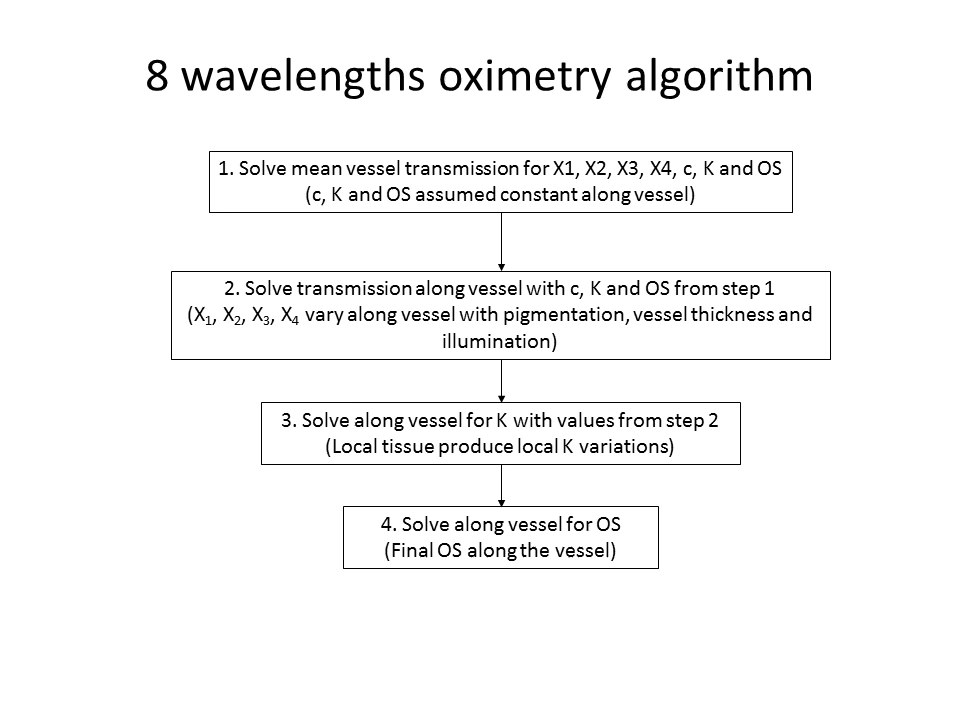 8 wavelengths oximetry algorithm
1. Solve mean vessel transmission for X1, X2, X3, X4, c, K and OS
(c, K and OS assumed constant along vessel)
2. Solve transmission along vessel with c, K and OS from step 1
(X₁, X₂, X₃, X₄ vary along vessel with pigmentation, vessel thickness and
illumination)
3. Solve along vessel for K with values from step 2
(Local tissue produce local K variations)
4. Solve along vessel for OS
(Final OS along the vessel)